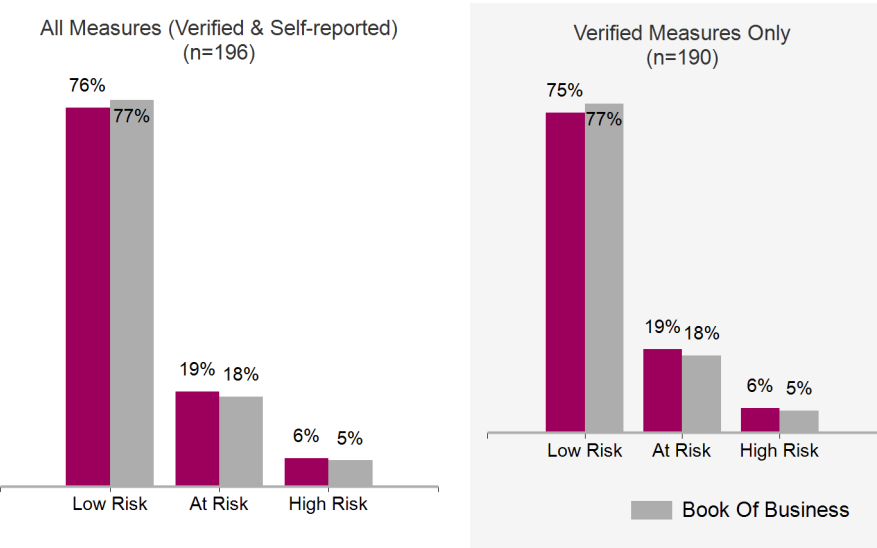 All Measures (Verified & Self-reported)
(n=196)
76%
77%
19%
18%
6%
5%
Low Risk
At Risk
High Risk
Verified Measures Only
(n=190)
75%
77%
19%
18%
6%
5%
Low Risk
At Risk
High Risk
Book Of Business